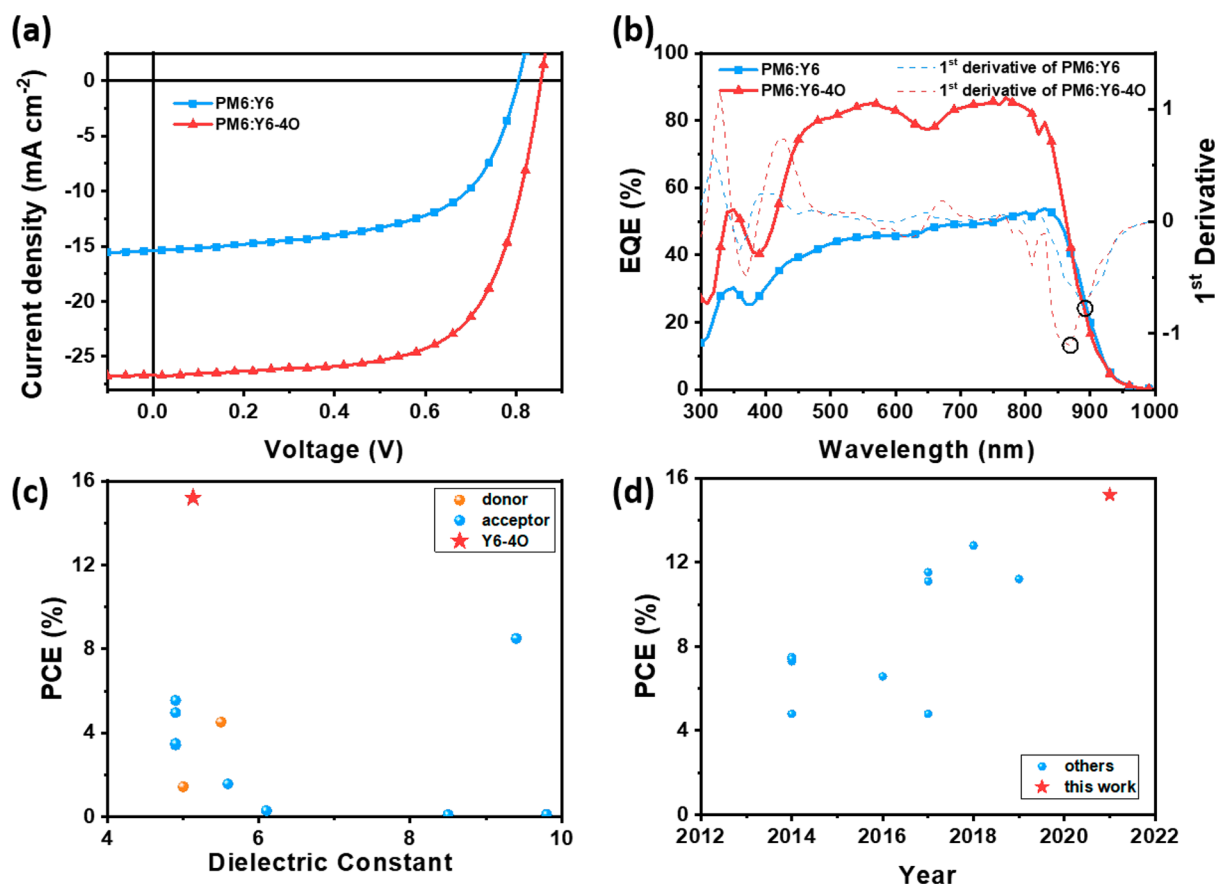 (a)
0
-5
-10
-15
-20
-25
Current density (mA cm⁻²)
PM6:Y6
PM6:Y6-4O
0.0 0.2 0.4 0.6 0.8
Voltage (V)
(b)
100
80
60
40
20
0
EQE (%)
PM6:Y6
PM6:Y6-4O
1st derivative of PM6:Y6
1st derivative of PM6:Y6-4O
1
0
-1
1st Derivative
300 400 500 600 700 800 900 1000
Wavelength (nm)
(c)
16
12
8
4
0
PCE (%)
donor
acceptor
Y6-4O
4 6 8 10
Dielectric Constant
(d)
16
12
8
4
0
PCE (%)
others
this work
2012 2014 2016 2018 2020 2022
Year